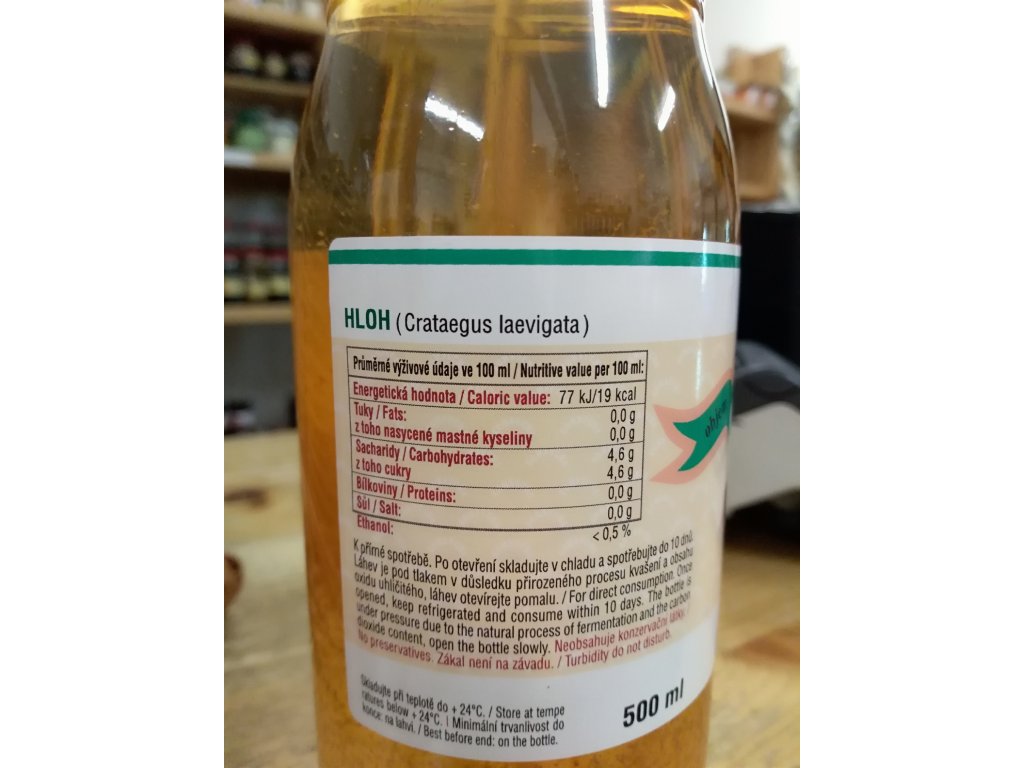 HLOH (Crataegus laevigata)
Průměrné výživové údaje ve 100 ml / Nutritive value per 100 ml:
Energetická hodnota / Caloric value: 77 kJ/19 kcal
Tuky / Fats: 0,0 g
z toho nasycené mastné kyseliny 0,0 g
Sacharidy / Carbohydrates: 4,6 g
z toho cukry 4,6 g
Bílkoviny / Proteins: 0,0 g
Sůl / Salt: 0,0 g
Ethanol: < 0,5 %
objem
K přímé spotřebě. Po otevření skladujte v chladu a spotřebujte do 10 dnů.
Láhev je pod tlakem v důsledku přirozeného procesu kvašení a obsahu
oxidu uhličitého, láhev otevírejte pomalu. / For direct consumption. Once
opened, keep refrigerated and consume within 10 days. The bottle is
under pressure due to the natural process of fermentation and the carbon
dioxide content, open the bottle slowly. Neobsahuje konzervační látky. /
No preservatives. Zákal není na závadu. / Turbidity do not disturb.
Skladujte při teplotě do + 24°C. / Store at tempe
ratures below + 24°C. | Minimální trvanlivost do
konce: na lahvi. / Best before end: on the bottle.
500 ml